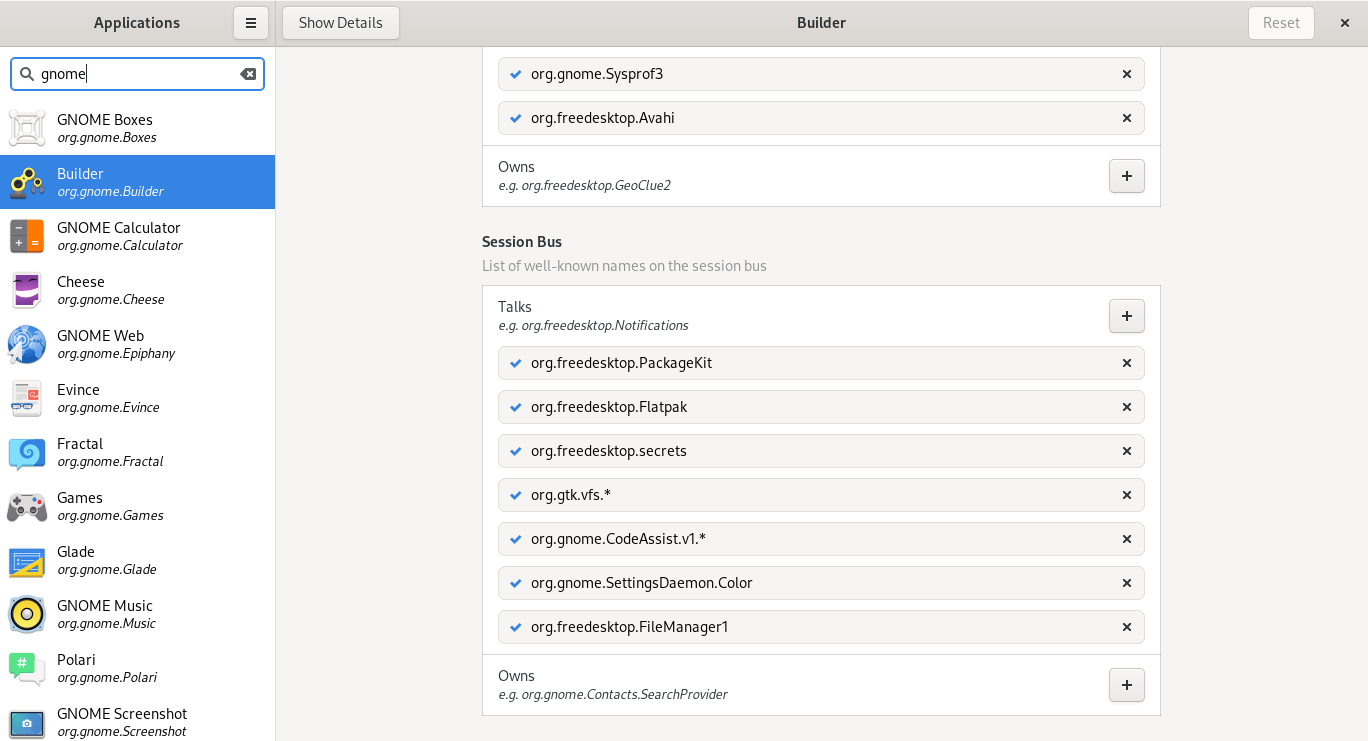 Applications
Show Details
Builder
Reset
gnome
GNOME Boxes
org.gnome.Boxes
Builder
org.gnome.Builder
GNOME Calculator
org.gnome.Calculator
Cheese
org.gnome.Cheese
GNOME Web
org.gnome.Epiphany
Evince
org.gnome.Evince
Fractal
org.gnome.Fractal
Games
org.gnome.Games
Glade
org.gnome.Glade
GNOME Music
org.gnome.Music
Polari
org.gnome.Polari
GNOME Screenshot
org.gnome.Screenshot
org.gnome.Sysprof3
org.freedesktop.Avahi
Owns
e.g. org.freedesktop.GeoClue2
Session Bus
List of well-known names on the session bus
Talks
e.g. org.freedesktop.Notifications
org.freedesktop.PackageKit
org.freedesktop.Flatpak
org.freedesktop.secrets
org.gtk.vfs.*
org.gnome.CodeAssist.v1.*
org.gnome.SettingsDaemon.Color
org.freedesktop.FileManager1
Owns
e.g. org.gnome.Contacts.SearchProvider